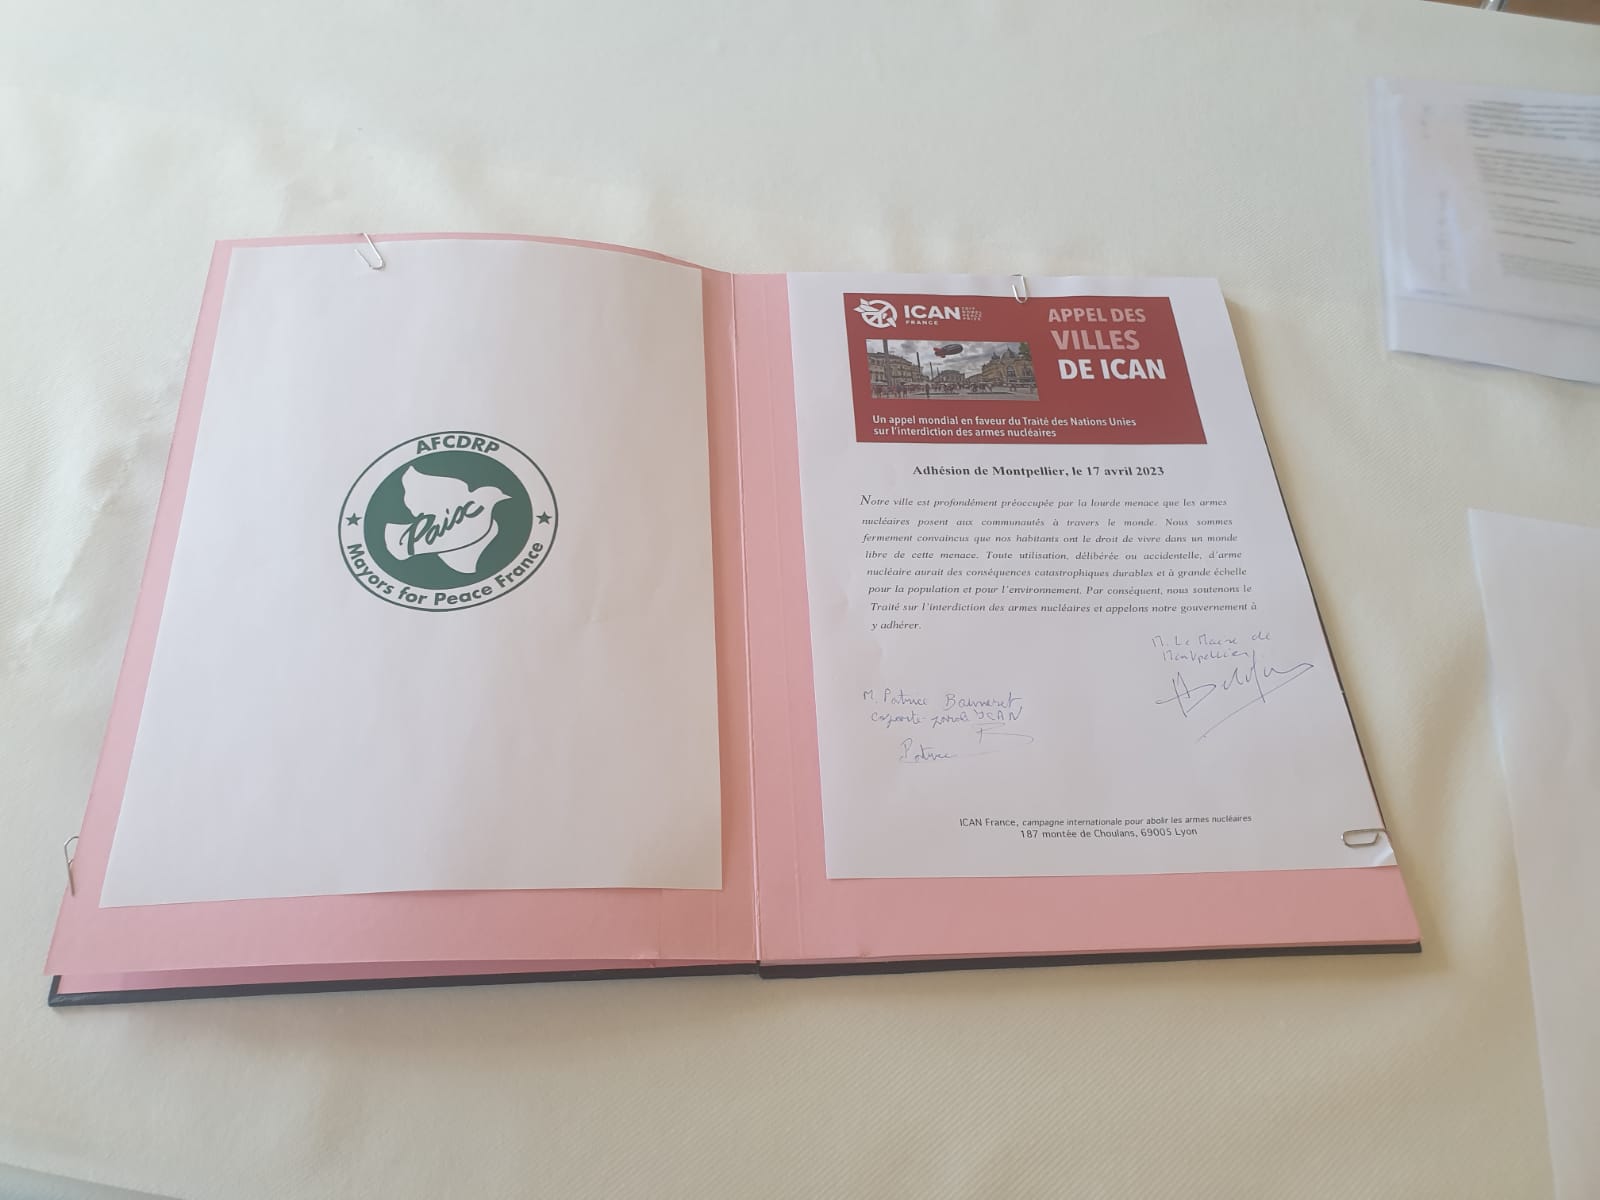 AFCDRP
Paix
Mayors for Peace France
ICAN
FRANCE
APPEL DES
VILLES
DE ICAN
Un appel mondial en faveur du Traité des Nations Unies
sur l'interdiction des armes nucléaires
Adhésion de Montpellier, le 17 avril 2023
Notre ville est profondément préoccupée par la lourde menace que les armes
nucléaires posent aux communautés à travers le monde. Nous sommes
fermement convaincus que nos habitants ont le droit de vivre dans un monde
libre de cette menace. Toute utilisation, délibérée ou accidentelle, d'arme
nucléaire aurait des conséquences catastrophiques durables et à grande échelle
pour la population et pour l'environnement. Par conséquent, nous soutenons le
Traité sur l'interdiction des armes nucléaires et appelons notre gouvernement à
y adhérer.
M. Le Maire de
Montpellier
M. Patrice
ICAN
Patrice
ICAN France, campagne internationale pour abolir les armes nucléaires
187 montée de Choulans, 69005 Lyon